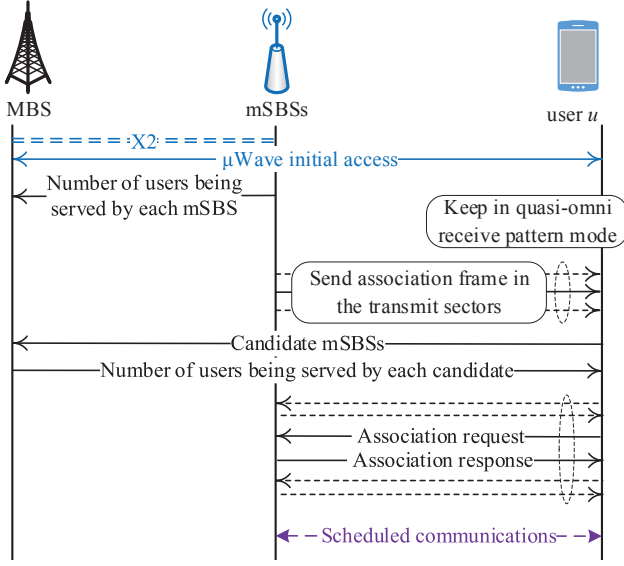 MBS
mSBSs
user u
X2
μWave initial access
Number of users being
served by each mSBS
Keep in quasi-omni
receive pattern mode
Send association frame in
the transmit sectors
Candidate mSBSs
Number of users being served by each candidate
Association request
Association response
Scheduled communications